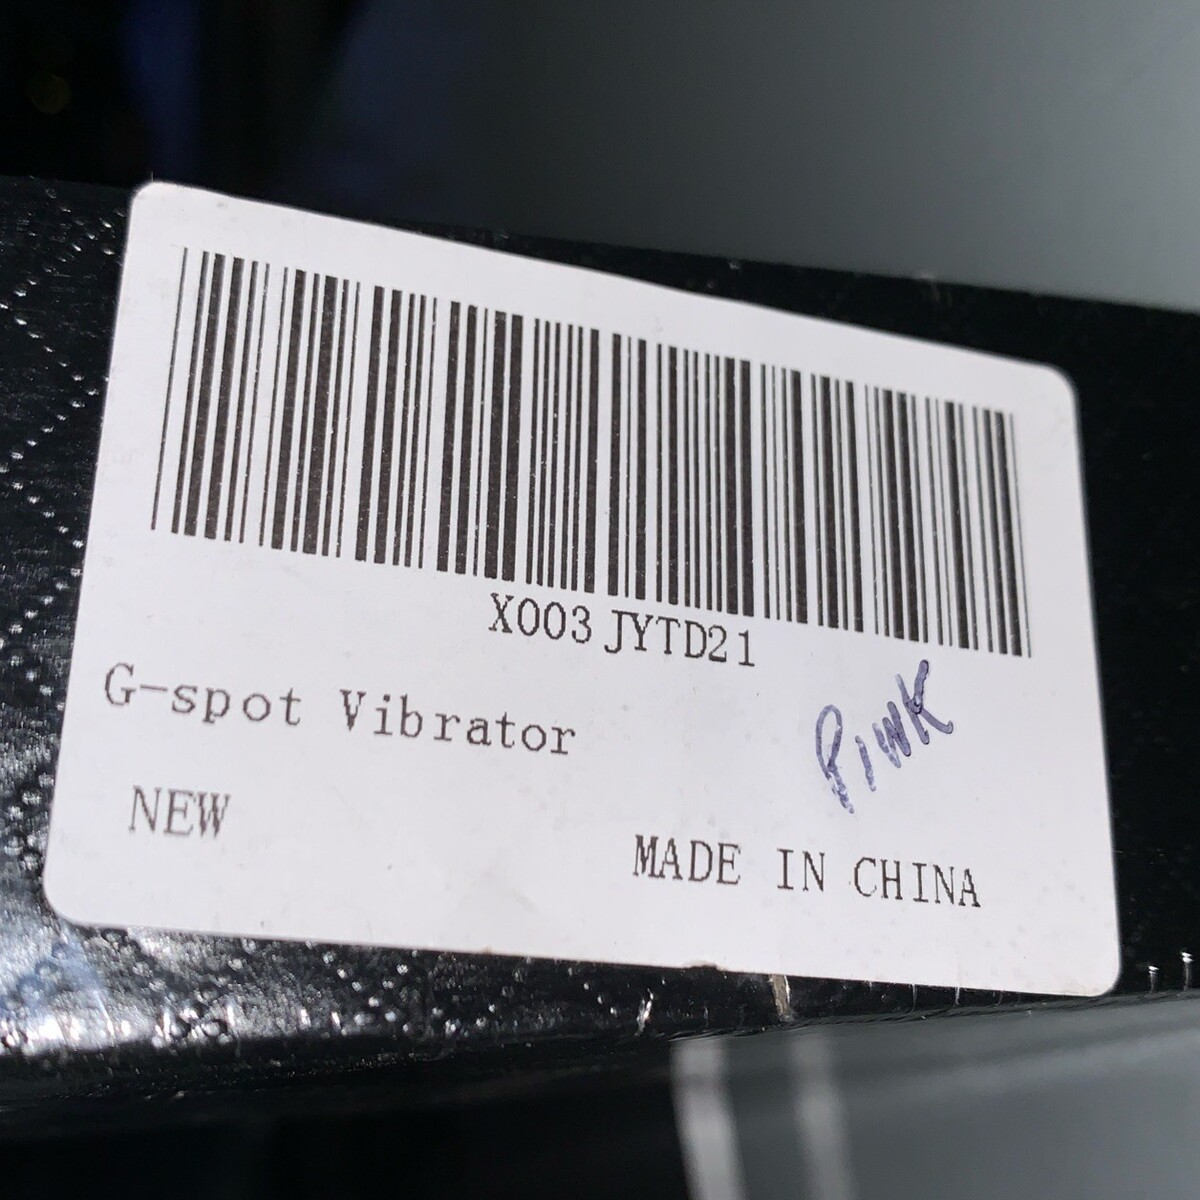 X003JYTD21
G-spot Vibrator
PINK
NEW
MADE IN CHINA